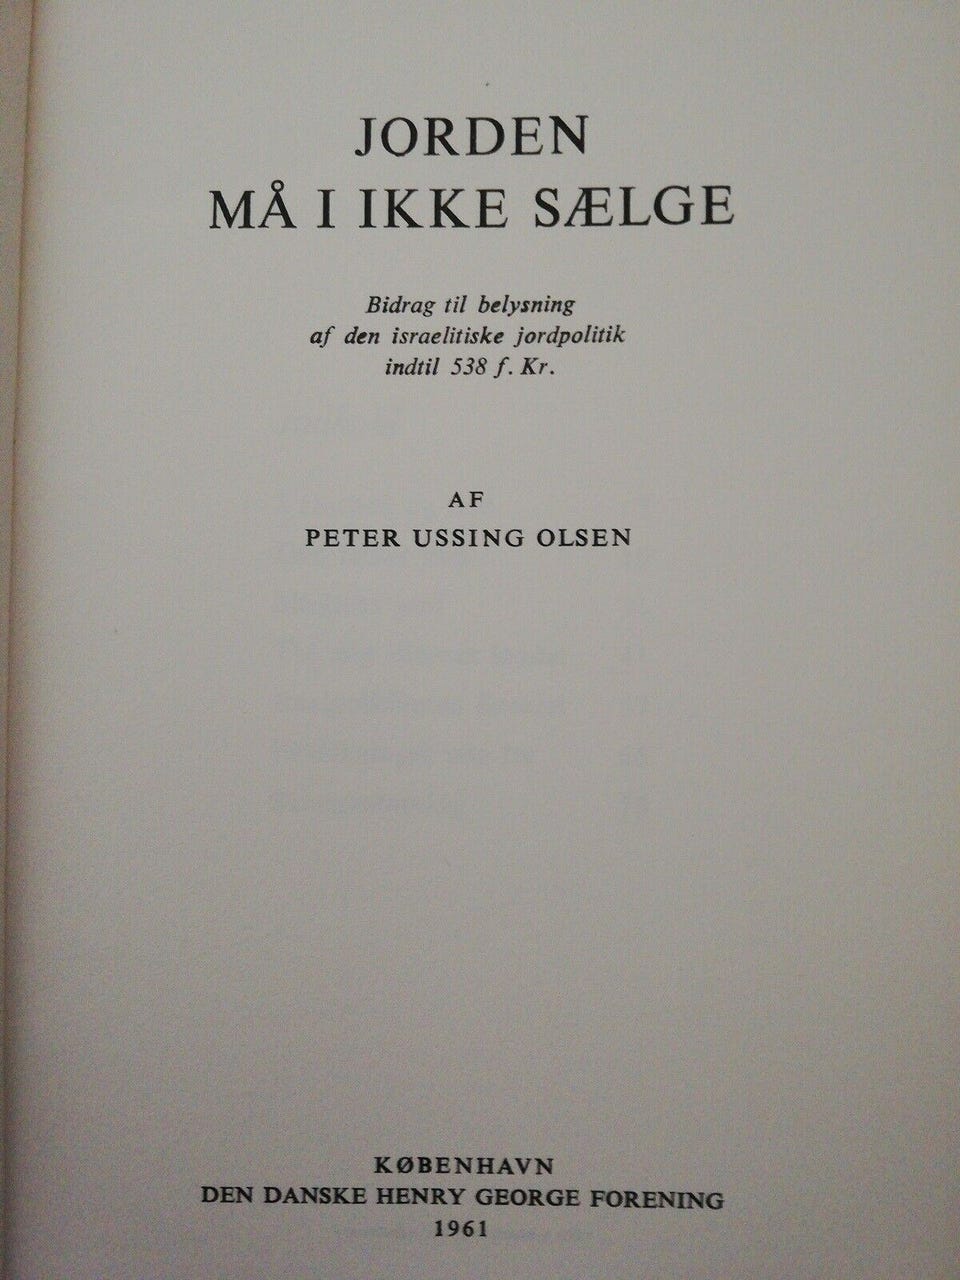 JORDEN
MÅ I IKKE SÆLGE
Bidrag til belysning
af den israelitiske jordpolitik
indtil 538 f. Kr.
AF
PETER USSING OLSEN
KØBENHAVN
DEN DANSKE HENRY GEORGE FORENING
1961